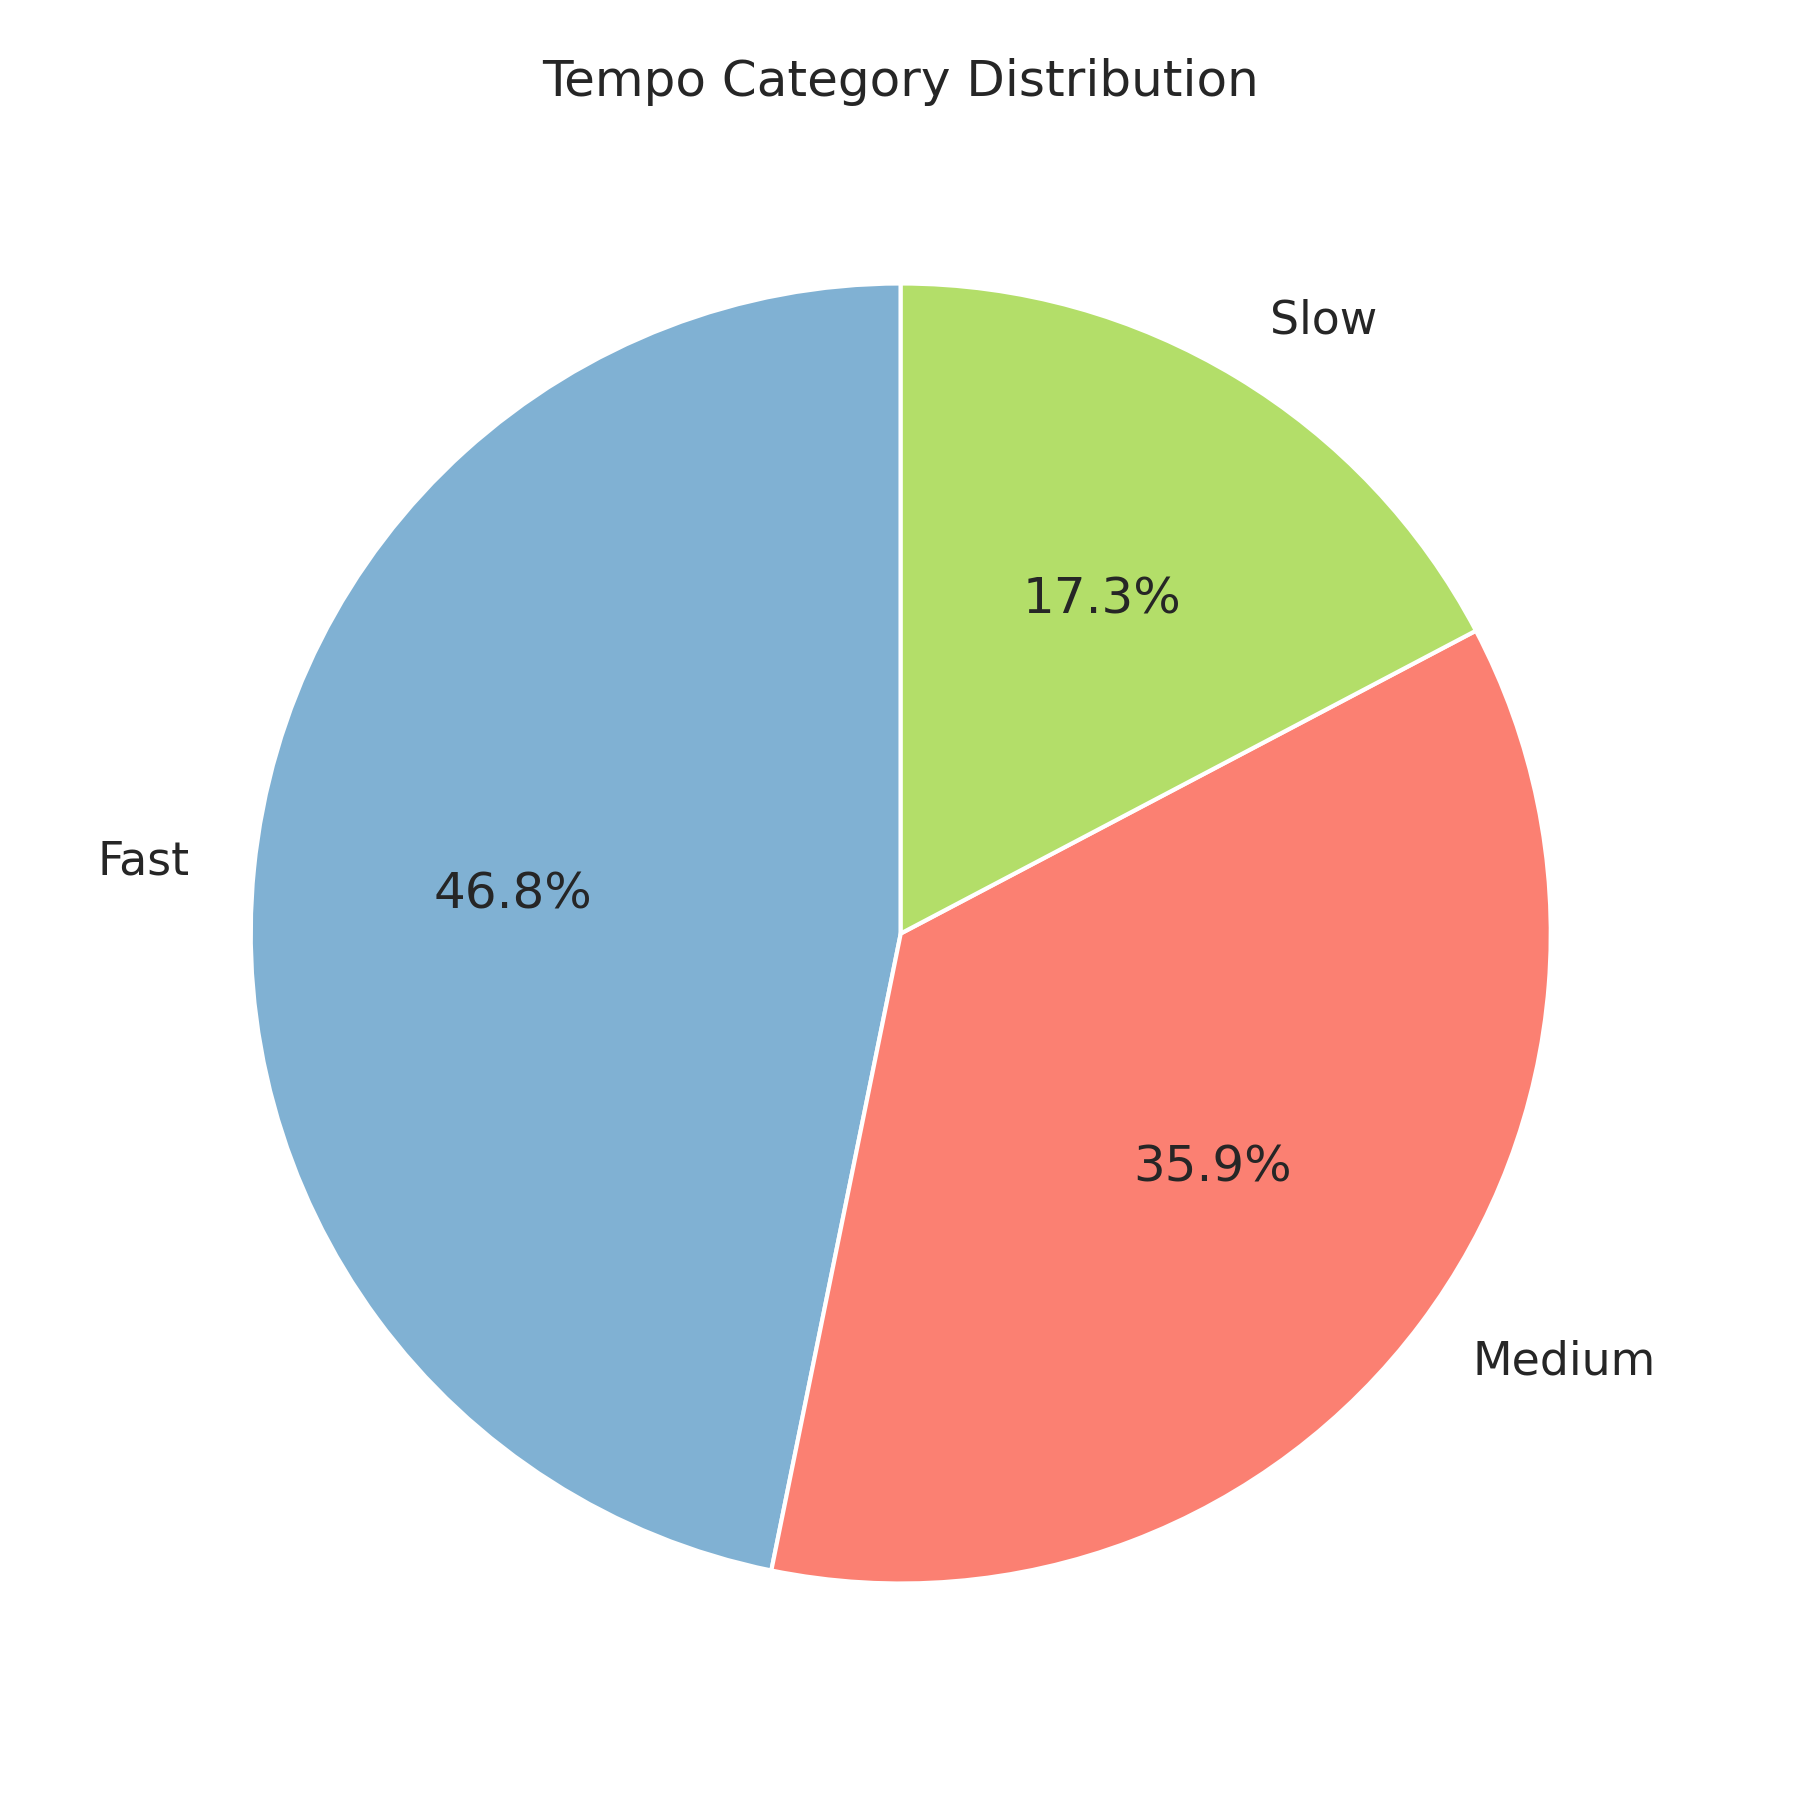 Tempo Category Distribution
Slow
17.3%
Fast
46.8%
35.9%
Medium